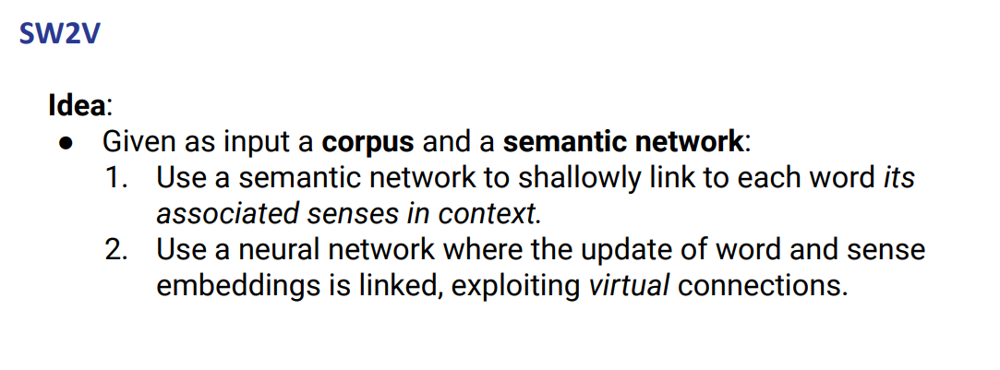 SW2V
Idea:
● Given as input a corpus and a semantic network:
1. Use a semantic network to shallowly link to each word its
associated senses in context.
2. Use a neural network where the update of word and sense
embeddings is linked, exploiting virtual connections.